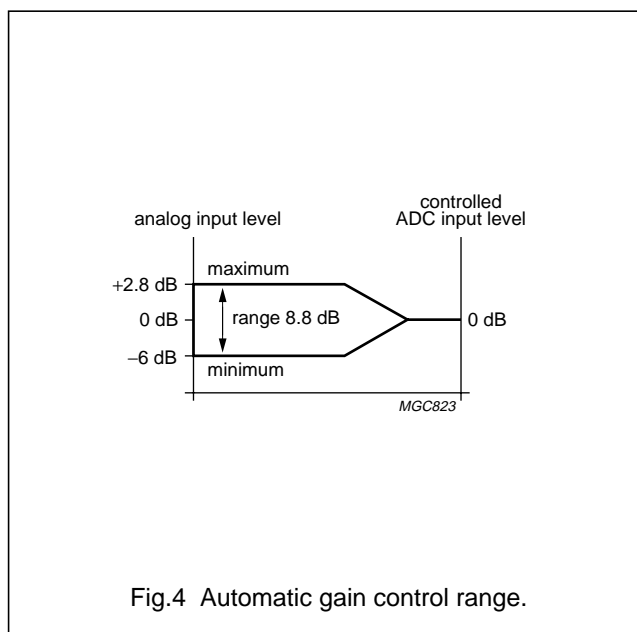 controlled
analog input level
ADC input level
+2.8 dB
maximum
0 dB
range 8.8 dB
0 dB
−6 dB
minimum
MGC823
Fig.4 Automatic gain control range.